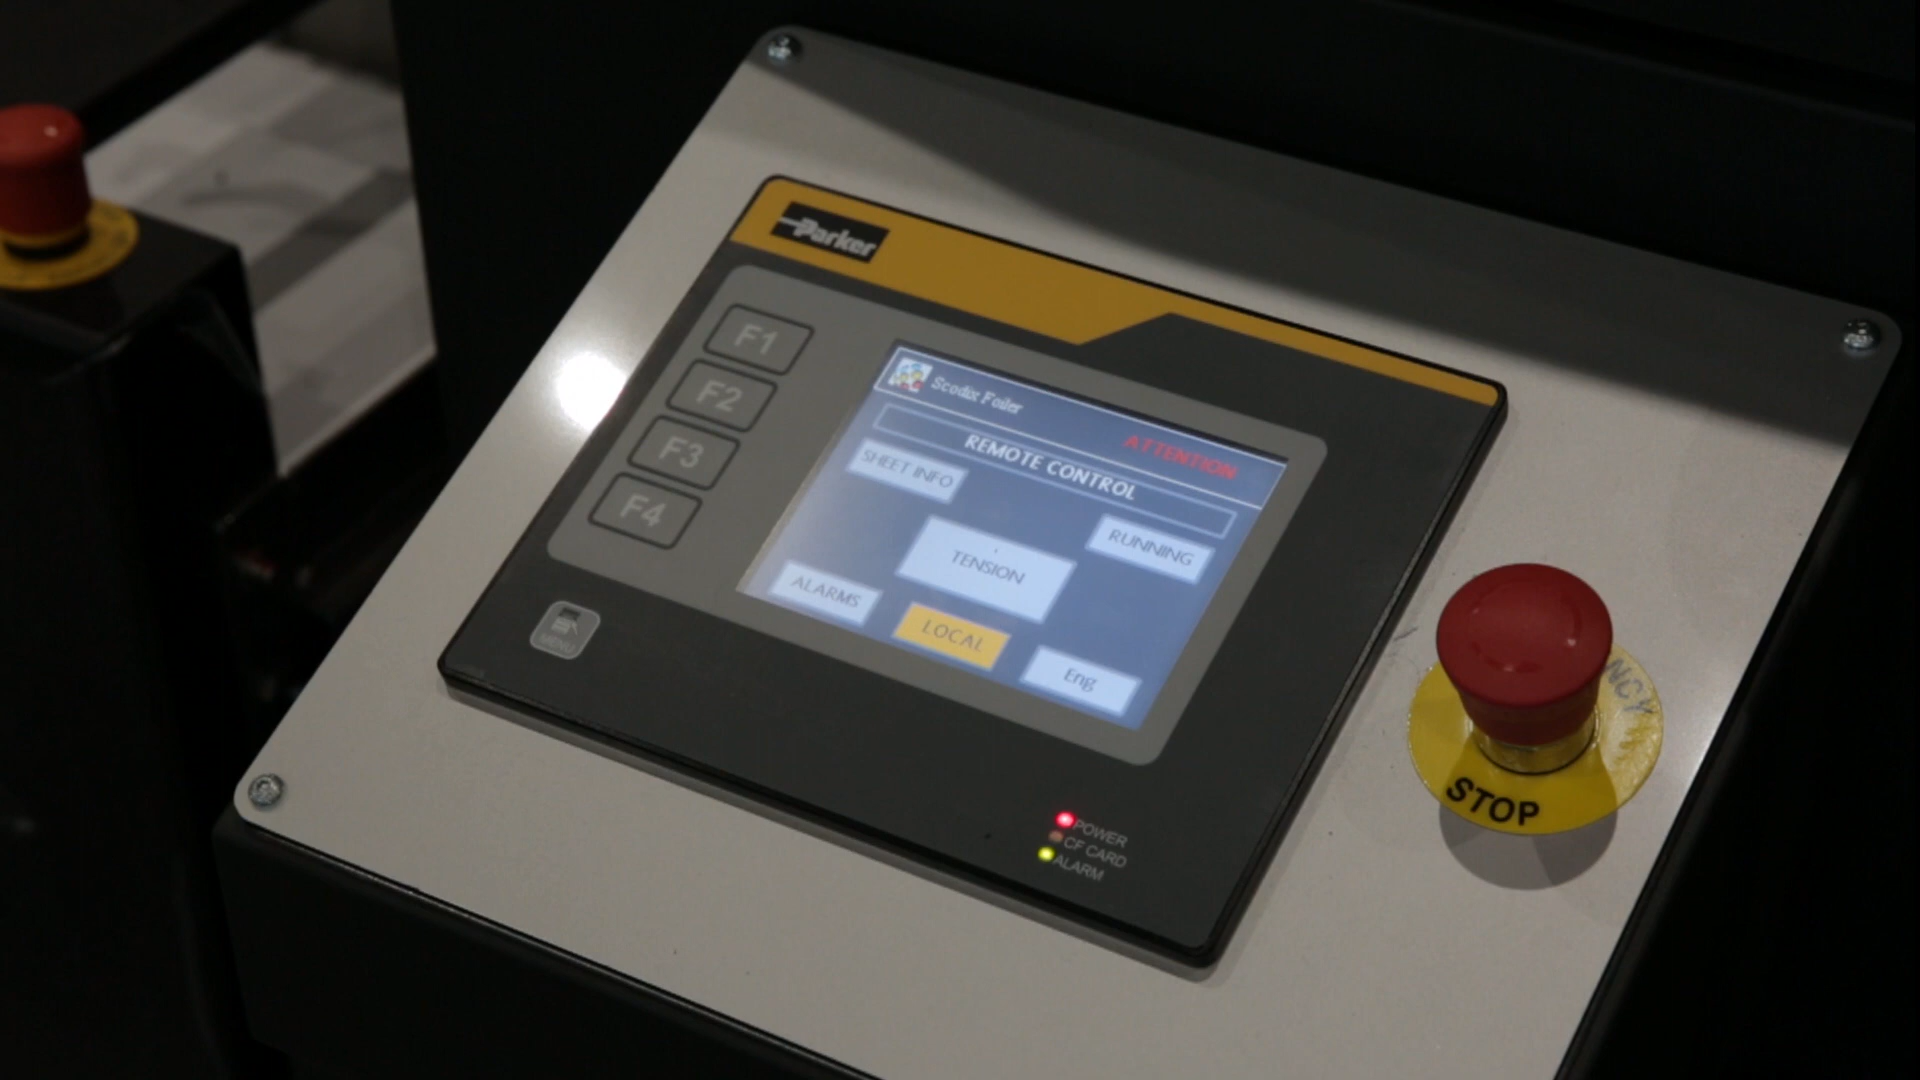 Parker
F1
F2
F3
F4
MENU
Scodix Foiler
ATTENTION
REMOTE CONTROL
SHEET INFO
RUNNING
TENSION
ALARMS
LOCAL
Eng
POWER
CF CARD
ALARM
NCY
STOP